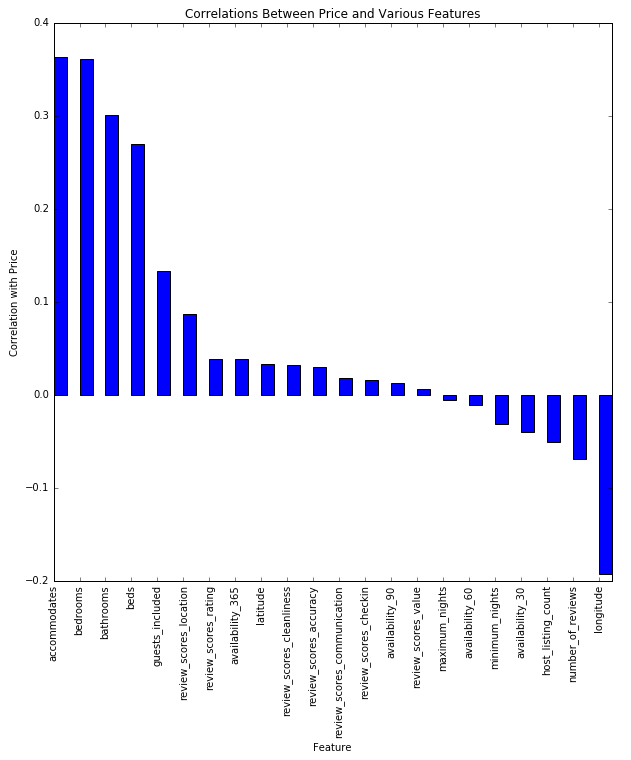 Correlations Between Price and Various Features
Correlation with Price
0.4
0.3
0.2
0.1
0.0
−0.1
−0.2
accommodates
bedrooms
bathrooms
beds
guests_included
review_scores_location
review_scores_rating
availability_365
latitude
review_scores_cleanliness
review_scores_accuracy
review_scores_communication
review_scores_checkin
availability_90
review_scores_value
maximum_nights
availability_60
minimum_nights
availability_30
host_listing_count
number_of_reviews
longitude
Feature